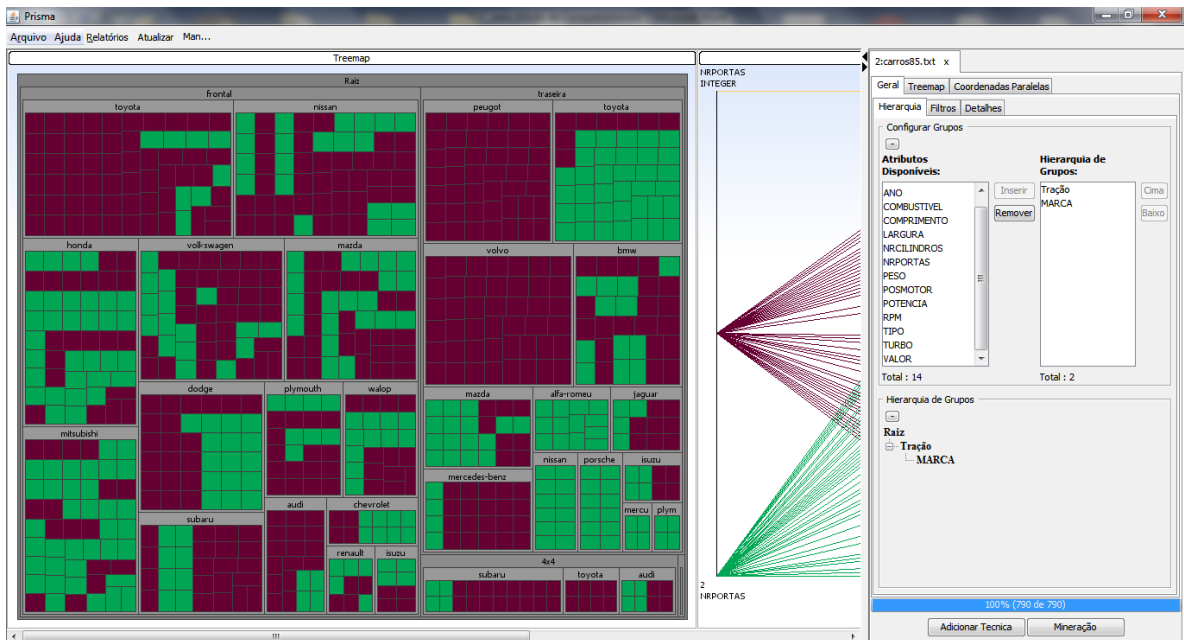 Prisma
Arquivo Ajuda Relatórios Atualizar Man...
Treemap
Raiz
frontal traseira
toyota nissan peugot toyota
honda volkswagen mazda volvo bmw
dodge plymouth walop mazda alfa-romeu jaguar
mitsubishi
nissan porsche isuzu
mercedes-benz
audi chevrolet mercu plym
subaru
renault isuzu 4x4
subaru toyota audi
NRPORTAS
INTEGER
2
NRPORTAS
2:carros85.txt x
Geral Treemap Coordenadas Paralelas
Hierarquia Filtros Detalhes
Configurar Grupos
-
Atributos Disponíveis: Hierarquia de Grupos:
ANO
COMBUSTIVEL
COMPRIMENTO
LARGURA
NRCILINDROS
NRPORTAS
PESO
POSMOTOR
POTENCIA
RPM
TIPO
TURBO
VALOR
Inserir
Remover
Tração
MARCA
Cima
Baixo
Total : 14 Total : 2
Hierarquia de Grupos
-
Raiz
Tração
MARCA
100% (790 de 790)
Adicionar Tecnica Mineração